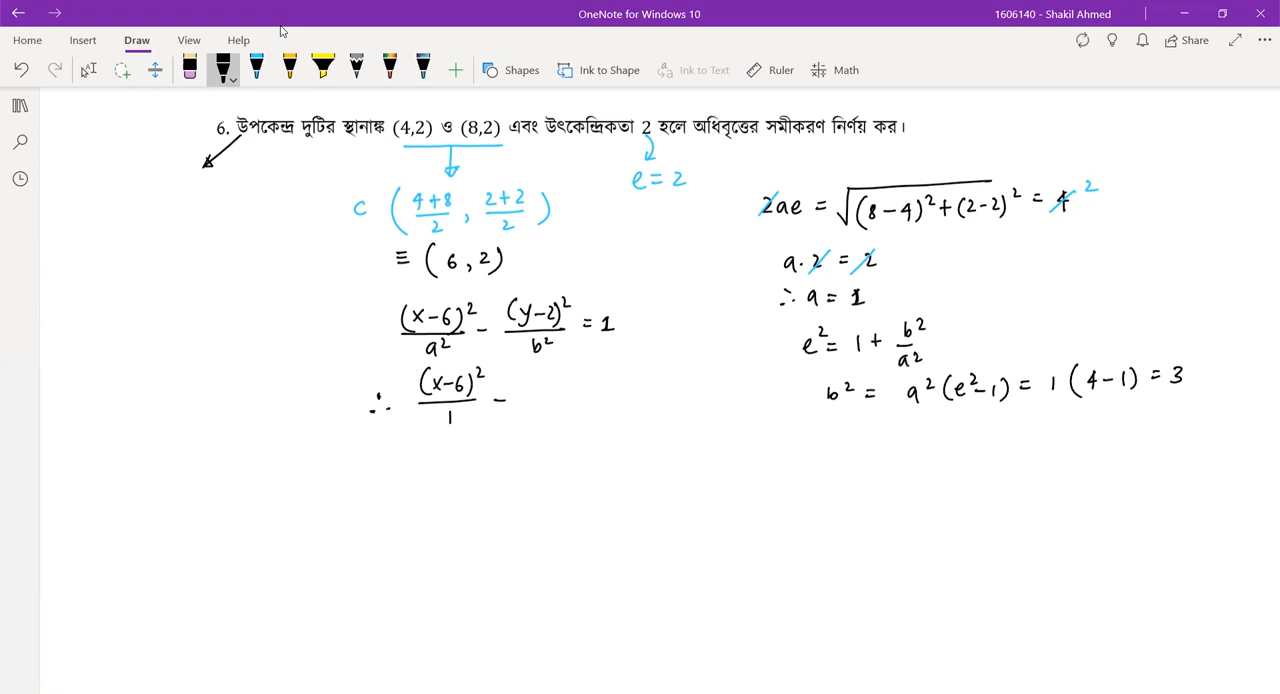 OneNote for Windows 10
1606140 - Shakil Ahmed
Home Insert Draw View Help
Share
Shapes Ink to Shape Ink to Text Ruler Math
6. উপকেন্দ্র দুটির স্থানাঙ্ক (4,2) ও (8,2) এবং উৎকেন্দ্রিকতা 2 হলে অধিবৃত্তের সমীকরণ নির্ণয় কর।
e = 2
C ( (4+8)/2 , (2+2)/2 )
≡ (6, 2)
(x-6)²/a² - (y-2)²/b² = 1
∴ (x-6)²/1 -
2ae = √((8-4)² + (2-2)²) = 4 2
a. 2 = 2
∴ a = 1
e² = 1 + b²/a²
b² = a² (e²-1) = 1 (4-1) = 3